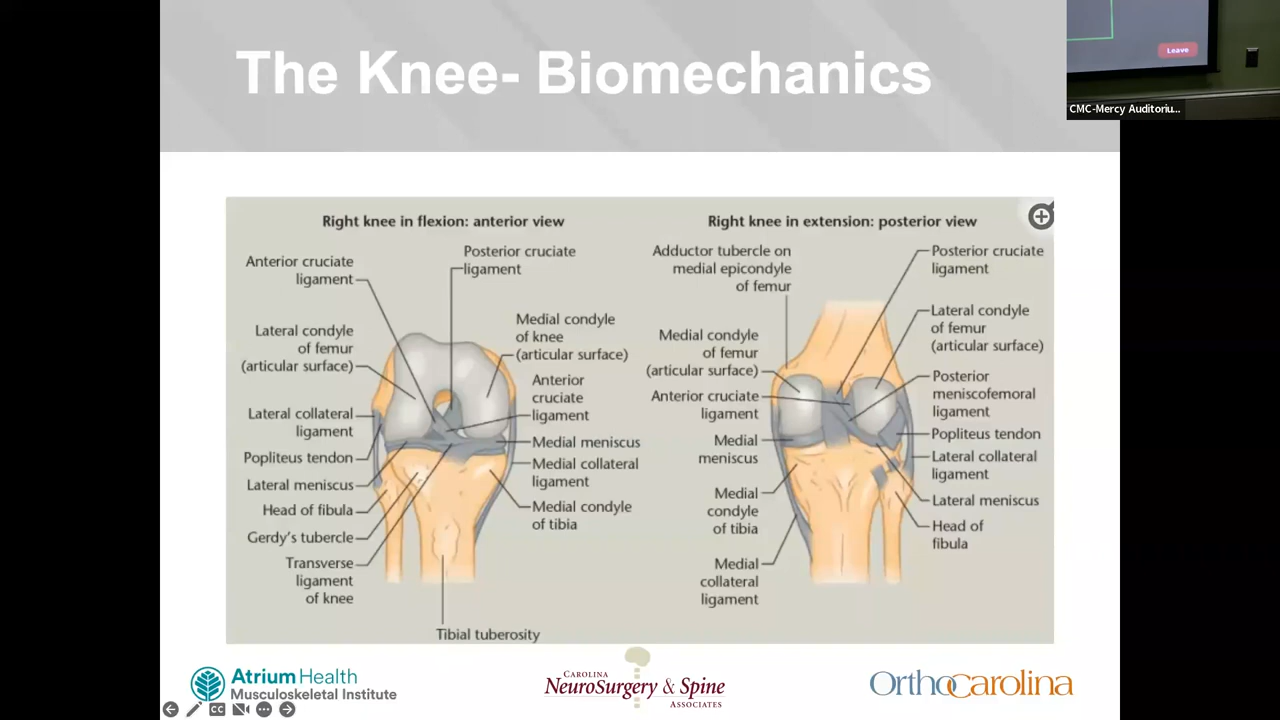 The Knee- Biomechanics
Leave
CMC-Mercy Auditoriu...
Right knee in flexion: anterior view
Anterior cruciate
ligament
Posterior cruciate
ligament
Lateral condyle
of femur
(articular surface)
Medial condyle
of knee
(articular surface)
Anterior
cruciate
ligament
Lateral collateral
ligament
Medial meniscus
Popliteus tendon
Medial collateral
ligament
Lateral meniscus
Head of fibula
Medial condyle
of tibia
Gerdy's tubercle
Transverse
ligament
of knee
Tibial tuberosity
Right knee in extension: posterior view
Adductor tubercle on
medial epicondyle
of femur
Posterior cruciate
ligament
Medial condyle
of femur
(articular surface)
Lateral condyle
of femur
(articular surface)
Anterior cruciate
ligament
Posterior
meniscofemoral
ligament
Medial
meniscus
Popliteus tendon
Lateral collateral
ligament
Medial
condyle
of tibia
Lateral meniscus
Head of
fibula
Medial
collateral
ligament
Atrium Health
Musculoskeletal Institute
CAROLINA
NEUROSURGERY & SPINE
ASSOCIATES
OrthoCarolina
CC